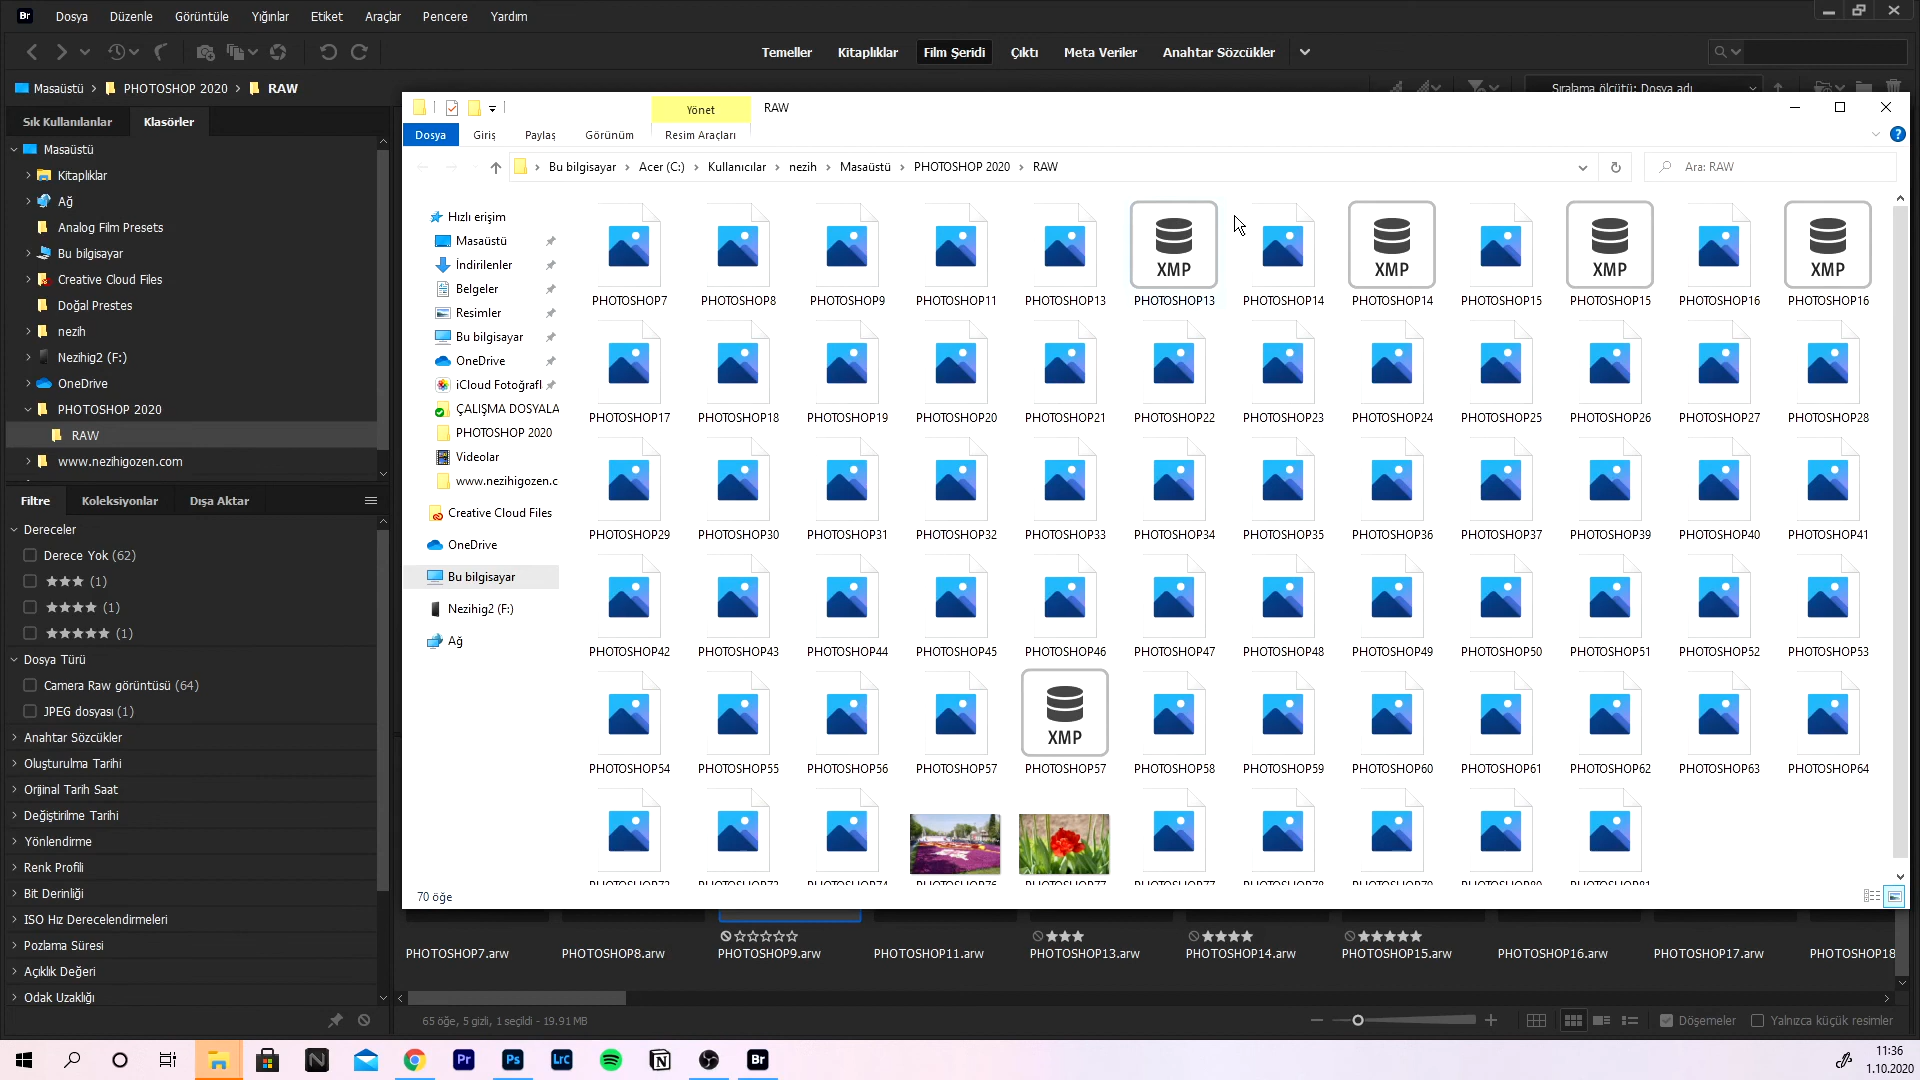 Br Dosya Düzenle Görüntüle Yığınlar Etiket Araçlar Pencere Yardım
Temeller Kitaplıklar Film Şeridi Çıktı Meta Veriler Anahtar Sözcükler
Masaüstü PHOTOSHOP 2020 RAW
Sıralama ölçütü: Dosya adı
Sık Kullanılanlar Klasörler
Masaüstü
Kitaplıklar
Ağ
Analog Film Presets
Bu bilgisayar
Creative Cloud Files
Doğal Prestes
nezih
Nezihig2 (F:)
OneDrive
PHOTOSHOP 2020
RAW
www.nezihigozen.com
Filtre Koleksiyonlar Dışa Aktar
Dereceler
Derece Yok (62)
★★★ (1)
★★★★ (1)
★★★★★ (1)
Dosya Türü
Camera Raw görüntüsü (64)
JPEG dosyası (1)
Anahtar Sözcükler
Oluşturulma Tarihi
Orijinal Tarih Saat
Değiştirilme Tarihi
Yönlendirme
Renk Profili
Bit Derinliği
ISO Hız Derecelendirmeleri
Pozlama Süresi
Açıklık Değeri
Odak Uzaklığı
Yönet RAW
Dosya Giriş Paylaş Görünüm Resim Araçları
Bu bilgisayar Acer (C:) Kullanıcılar nezih Masaüstü PHOTOSHOP 2020 RAW
Ara: RAW
Hızlı erişim
Masaüstü
İndirilenler
Belgeler
Resimler
Bu bilgisayar
OneDrive
iCloud Fotoğrafl
ÇALIŞMA DOSYALA
PHOTOSHOP 2020
Videolar
www.nezihigozen.c
Creative Cloud Files
OneDrive
Bu bilgisayar
Nezihig2 (F:)
Ağ
XMP XMP XMP XMP
PHOTOSHOP7 PHOTOSHOP8 PHOTOSHOP9 PHOTOSHOP11 PHOTOSHOP13 PHOTOSHOP13 PHOTOSHOP14 PHOTOSHOP14 PHOTOSHOP15 PHOTOSHOP15 PHOTOSHOP16 PHOTOSHOP16
PHOTOSHOP17 PHOTOSHOP18 PHOTOSHOP19 PHOTOSHOP20 PHOTOSHOP21 PHOTOSHOP22 PHOTOSHOP23 PHOTOSHOP24 PHOTOSHOP25 PHOTOSHOP26 PHOTOSHOP27 PHOTOSHOP28
PHOTOSHOP29 PHOTOSHOP30 PHOTOSHOP31 PHOTOSHOP32 PHOTOSHOP33 PHOTOSHOP34 PHOTOSHOP35 PHOTOSHOP36 PHOTOSHOP37 PHOTOSHOP39 PHOTOSHOP40 PHOTOSHOP41
PHOTOSHOP42 PHOTOSHOP43 PHOTOSHOP44 PHOTOSHOP45 PHOTOSHOP46 PHOTOSHOP47 PHOTOSHOP48 PHOTOSHOP49 PHOTOSHOP50 PHOTOSHOP51 PHOTOSHOP52 PHOTOSHOP53
XMP
PHOTOSHOP54 PHOTOSHOP55 PHOTOSHOP56 PHOTOSHOP57 PHOTOSHOP57 PHOTOSHOP58 PHOTOSHOP59 PHOTOSHOP60 PHOTOSHOP61 PHOTOSHOP62 PHOTOSHOP63 PHOTOSHOP64
70 öğe
★★★ ★★★★ ★★★★★
PHOTOSHOP7.arw PHOTOSHOP8.arw PHOTOSHOP9.arw PHOTOSHOP11.arw PHOTOSHOP13.arw PHOTOSHOP14.arw PHOTOSHOP15.arw PHOTOSHOP16.arw PHOTOSHOP17.arw PHOTOSHOP18
65 öğe, 5 gizli, 1 seçildi - 19.91 MB
Döşemeler Yalnızca küçük resimler
Pr Ps Lrc Br
11:36
1.10.2020